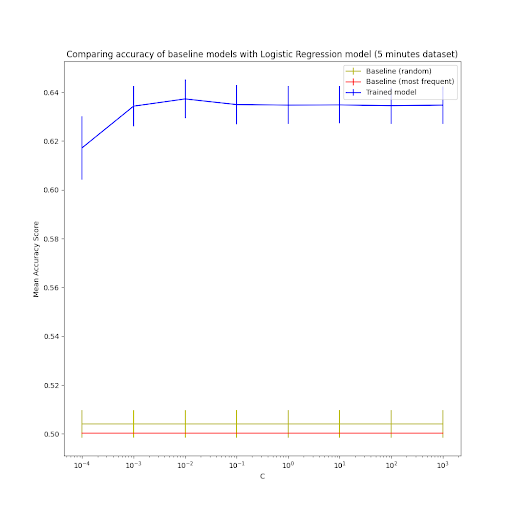 Comparing accuracy of baseline models with Logistic Regression model (5 minutes dataset)
Baseline (random)
Baseline (most frequent)
Trained model
Mean Accuracy Score
0.64
0.62
0.60
0.58
0.56
0.54
0.52
0.50
10⁻⁴ 10⁻³ 10⁻² 10⁻¹ 10⁰ 10¹ 10² 10³
C